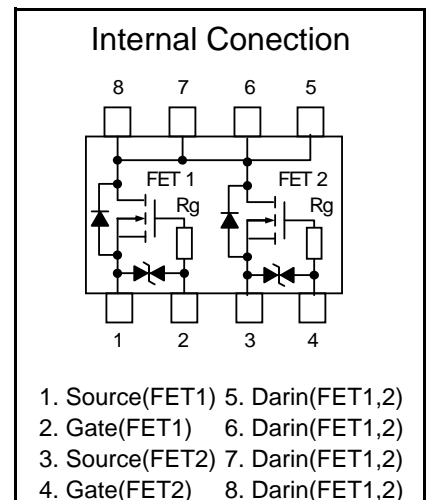 Internal Conection
8 7 6 5
FET 1 FET 2
Rg Rg
1 2 3 4
1. Source(FET1) 5. Darin(FET1,2)
2. Gate(FET1) 6. Darin(FET1,2)
3. Source(FET2) 7. Darin(FET1,2)
4. Gate(FET2) 8. Darin(FET1,2)